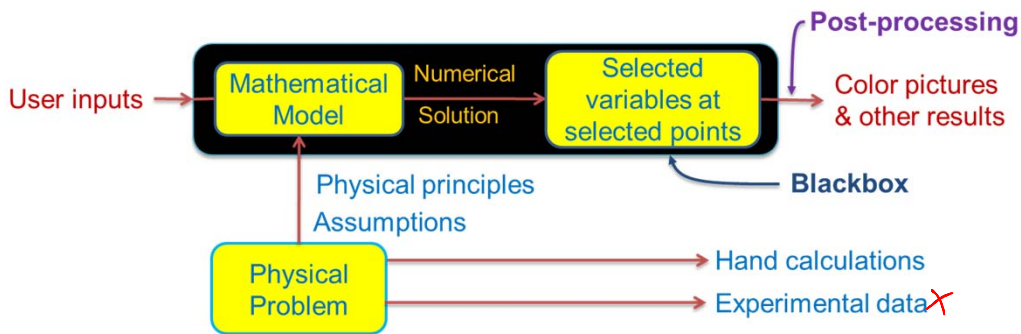 Post-processing
User inputs
Mathematical
Model
Numerical
Solution
Selected
variables at
selected points
Color pictures
& other results
Physical principles
Assumptions
Blackbox
Physical
Problem
Hand calculations
Experimental data